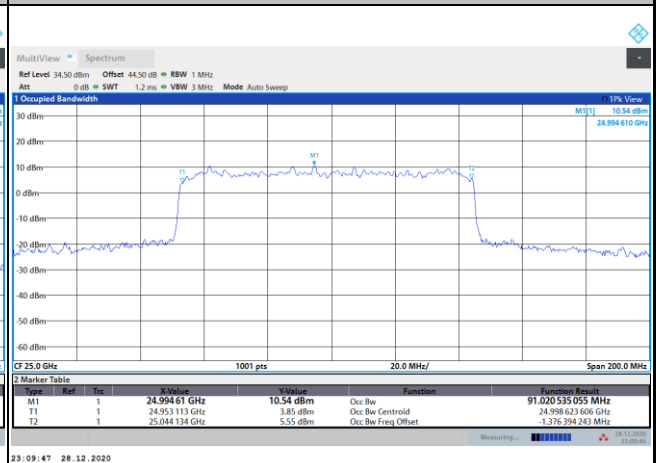 MultiView Spectrum
Ref Level 34.50 dBm Offset 44.50 dB RBW 1 MHz
Att 0 dB SWT 1.2 ms VBW 3 MHz Mode Auto Sweep
1 Occupied Bandwidth 1Pk View
M1[1] 10.54 dBm
24.994 610 GHz
30 dBm
20 dBm
M1
10 dBm
T1
T2
0 dBm
-10 dBm
-20 dBm
-30 dBm
-40 dBm
-50 dBm
-60 dBm
CF 25.0 GHz 1001 pts 20.0 MHz/ Span 200.0 MHz
2 Marker Table
Type Ref Trc X-Value Y-Value Function Function Result
M1 1 24.994 61 GHz 10.54 dBm Occ Bw 91.020 535 055 MHz
T1 1 24.953 113 GHz 3.85 dBm Occ Bw Centroid 24.998 623 606 GHz
T2 1 25.044 134 GHz 5.55 dBm Occ Bw Freq Offset -1.376 394 243 MHz
Measuring... 28.12.2020
23:09:46
23:09:47 28.12.2020